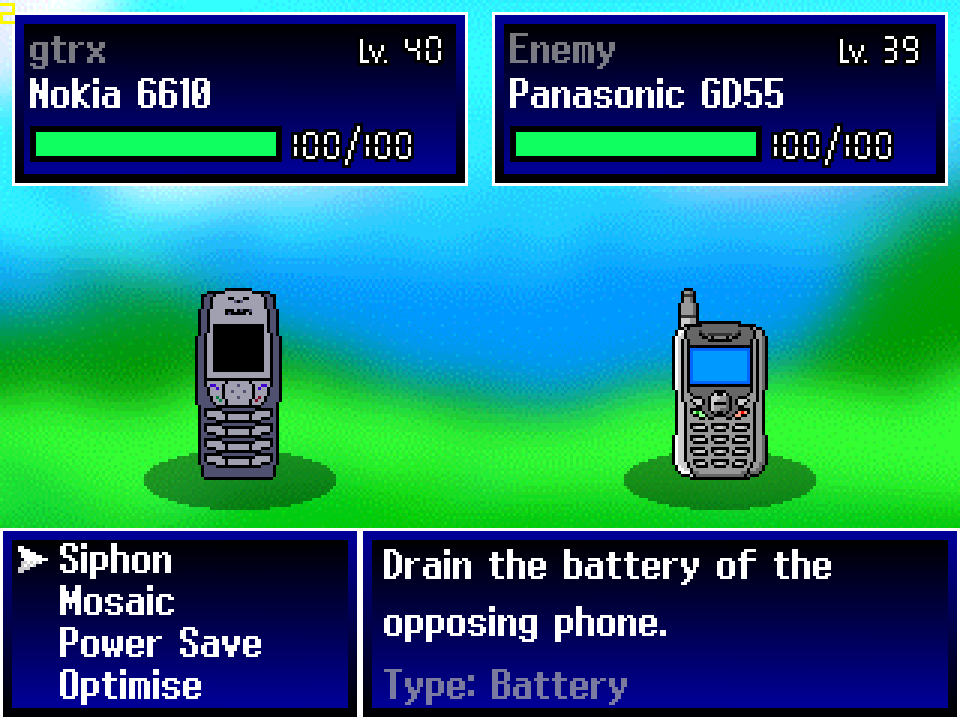 2
gtrx Lv. 40
Nokia 6610
100/100
Enemy Lv. 39
Panasonic GD55
100/100
Siphon
Mosaic
Power Save
Optimise
Drain the battery of the
opposing phone.
Type: Battery